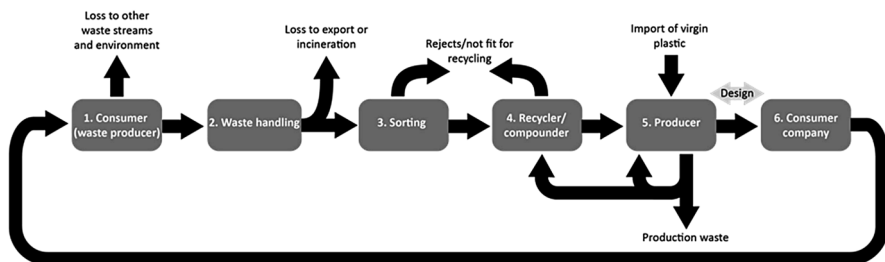 Loss to other
waste streams
and environment
Loss to export or
incineration
Rejects/not fit for
recycling
Import of virgin
plastic
Design
1. Consumer
(waste producer)
2. Waste handling
3. Sorting
4. Recycler/
compounder
5. Producer
6. Consumer
company
Production waste